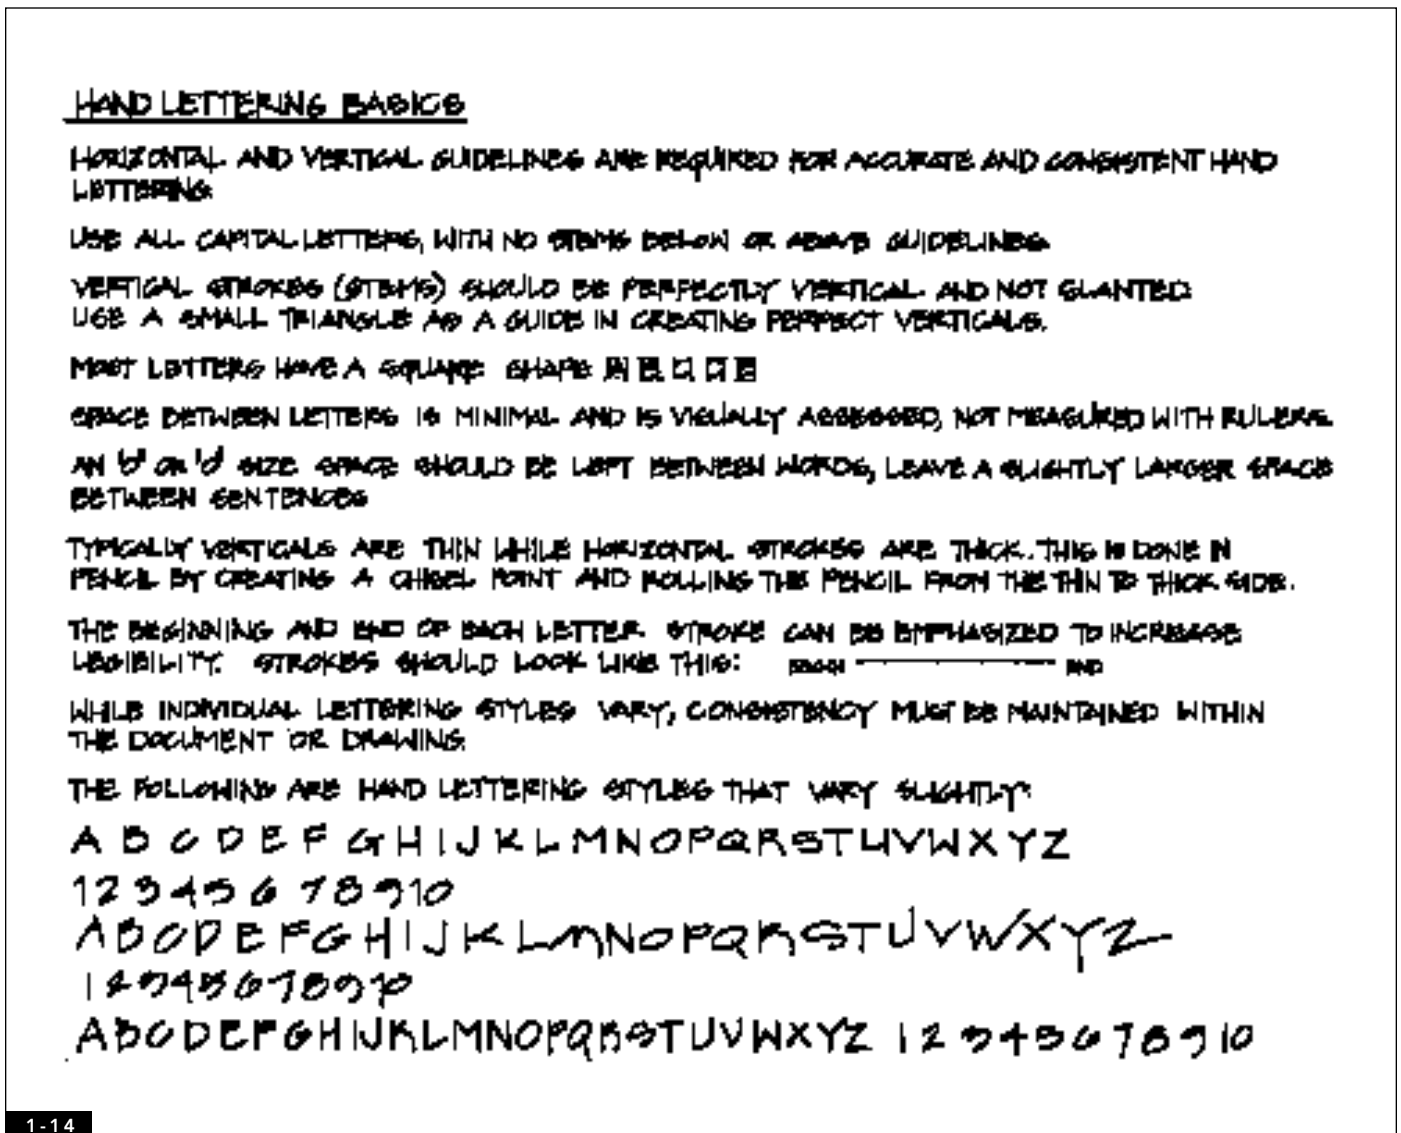 HAND LETTERING BASICS
HORIZONTAL AND VERTICAL GUIDELINES ARE REQUIRED FOR ACCURATE AND CONSISTENT HAND
LETTERING.
USE ALL CAPITAL LETTERS, WITH NO STEMS BELOW OR ABOVE GUIDELINES.
VERTICAL STROKES (STEMS) SHOULD BE PERFECTLY VERTICAL AND NOT SLANTED.
USE A SMALL TRIANGLE AS A GUIDE IN CREATING PERFECT VERTICALS.
MOST LETTERS HAVE A SQUARE SHAPE
SPACE BETWEEN LETTERS IS MINIMAL AND IS VISUALLY ASSESSED, NOT MEASURED WITH RULERS.
AN 'O' OR 'O' SIZE SPACE SHOULD BE LEFT BETWEEN WORDS, LEAVE A SLIGHTLY LARGER SPACE
BETWEEN SENTENCES
TYPICALLY VERTICALS ARE THIN WHILE HORIZONTAL STROKES ARE THICK. THIS IS DONE IN
PENCIL BY CREATING A CHISEL POINT AND ROLLING THE PENCIL FROM THE THIN TO THICK SIDE.
THE BEGINNING AND END OF EACH LETTER STROKE CAN BE EMPHASIZED TO INCREASE
LEGIBILITY. STROKES SHOULD LOOK LIKE THIS: BEGIN END
WHILE INDIVIDUAL LETTERING STYLES VARY, CONSISTENCY MUST BE MAINTAINED WITHIN
THE DOCUMENT OR DRAWING.
THE FOLLOWING ARE HAND LETTERING STYLES THAT VARY SLIGHTLY:
A B C D E F G H I J K L M N O P Q R S T U V W X Y Z
1 2 3 4 5 6 7 8 9 10
A B C D E F G H I J K L M N O P Q R S T U V W X Y Z
1 2 3 4 5 6 7 8 9 10
A B C D E F G H I J K L M N O P Q R S T U V W X Y Z 1 2 3 4 5 6 7 8 9 10
1-14